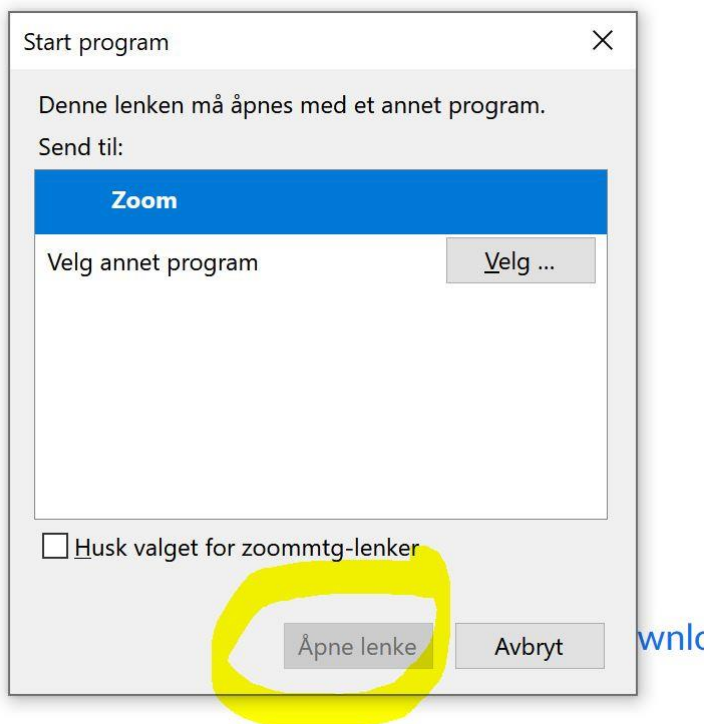 Start program
Denne lenken må åpnes med et annet program.
Send til:
Zoom
Velg annet program
Velg ...
Husk valget for zoommtg-lenker
Åpne lenke
Avbryt